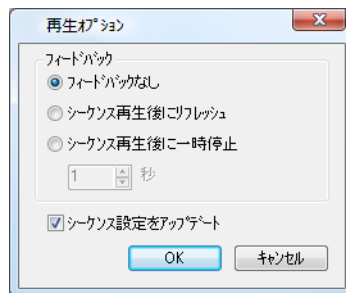 再生ｵﾌﾟｼｮﾝ
ﾌｨｰﾄﾞﾊﾞｯｸ
ﾌｨｰﾄﾞﾊﾞｯｸなし
ｼｰｹﾝｽ再生後にﾘﾌﾚｯｼｭ
ｼｰｹﾝｽ再生後に一時停止
1 秒
ｼｰｹﾝｽ設定をｱｯﾌﾟﾃﾞｰﾄ
OK ｷｬﾝｾﾙ